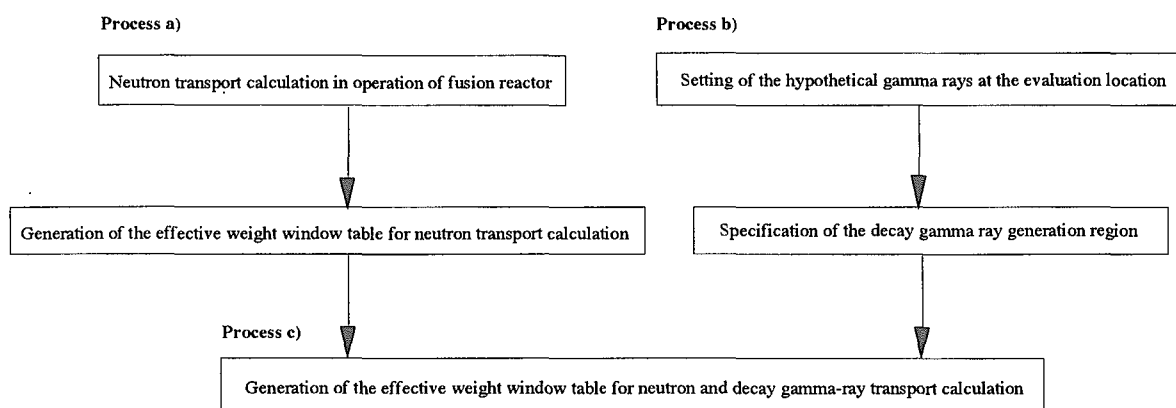 Process a)
Neutron transport calculation in operation of fusion reactor
Generation of the effective weight window table for neutron transport calculation
Process b)
Setting of the hypothetical gamma rays at the evaluation location
Specification of the decay gamma ray generation region
Process c)
Generation of the effective weight window table for neutron and decay gamma-ray transport calculation